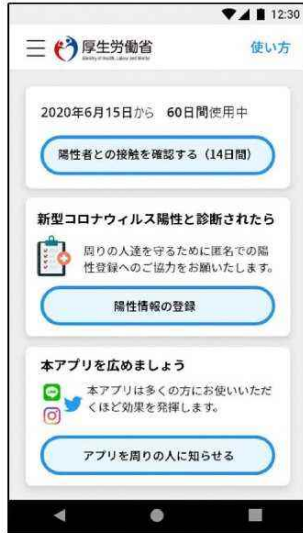 12:30
厚生労働省
Ministry of Health, Labour and Welfare
使い方
2020年6月15日から 60日間使用中
陽性者との接触を確認する（14日間）
新型コロナウィルス陽性と診断されたら
周りの人達を守るために匿名での陽
性登録へのご協力をお願いいたします。
陽性情報の登録
本アプリを広めましょう
本アプリは多くの方にお使いいただ
くほど効果を発揮します。
アプリを周りの人に知らせる